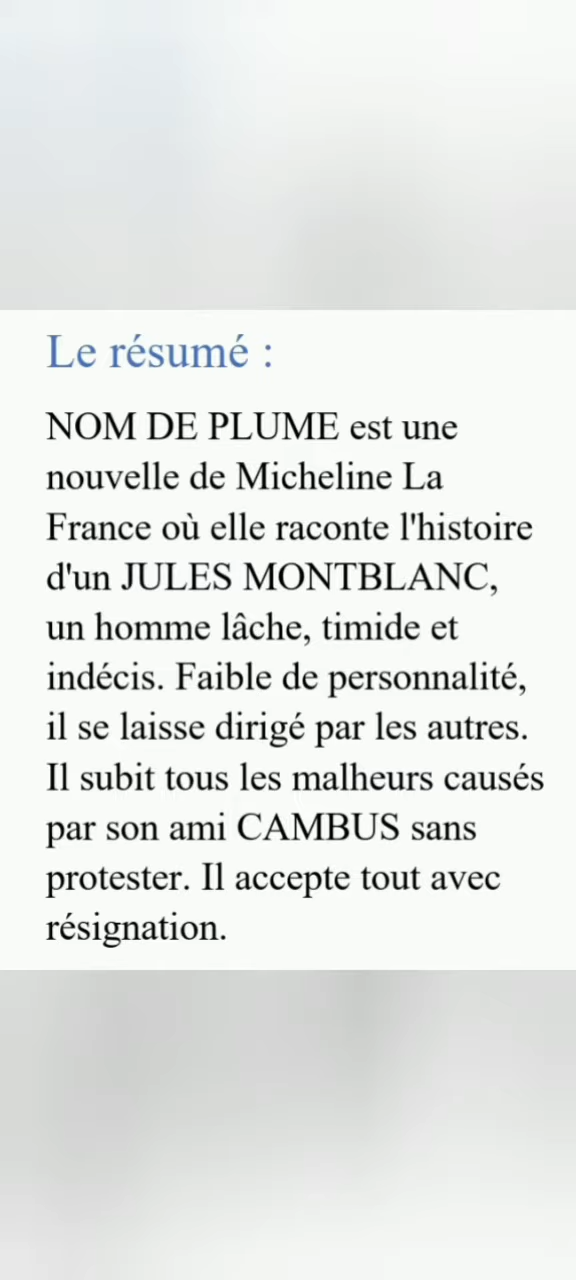 Le résumé :
NOM DE PLUME est une
nouvelle de Micheline La
France où elle raconte l'histoire
d'un JULES MONTBLANC,
un homme lâche, timide et
indécis. Faible de personnalité,
il se laisse dirigé par les autres.
Il subit tous les malheurs causés
par son ami CAMBUS sans
protester. Il accepte tout avec
résignation.